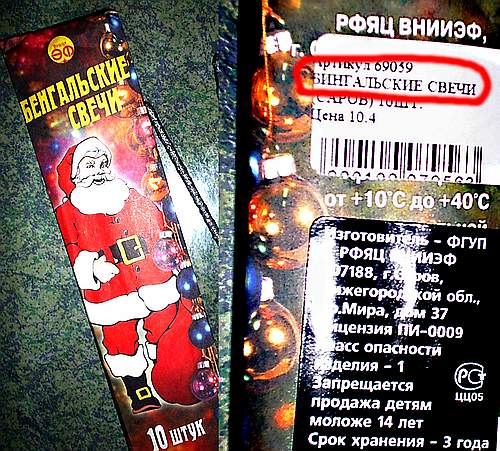 ЭФ
БЕНГАЛЬСКИЕ
СВЕЧИ
10 ШТУК
РФЯЦ ВНИИЭФ,
Артикул 69059
БИНГАЛЬСКИЕ СВЕЧИ
(САРОВ) 10ШТ.
Цена 10.4
от +10°С до +40°С
Изготовитель – ФГУП
РФЯЦ ВНИИЭФ
607188, г.Саров,
Нижегородской обл.,
пр.Мира, дом 37
Лицензия ПИ-0009
Класс опасности
изделия – 1
Запрещается
продажа детям
моложе 14 лет
Срок хранения – 3 года
РСТ
ЦЦ05